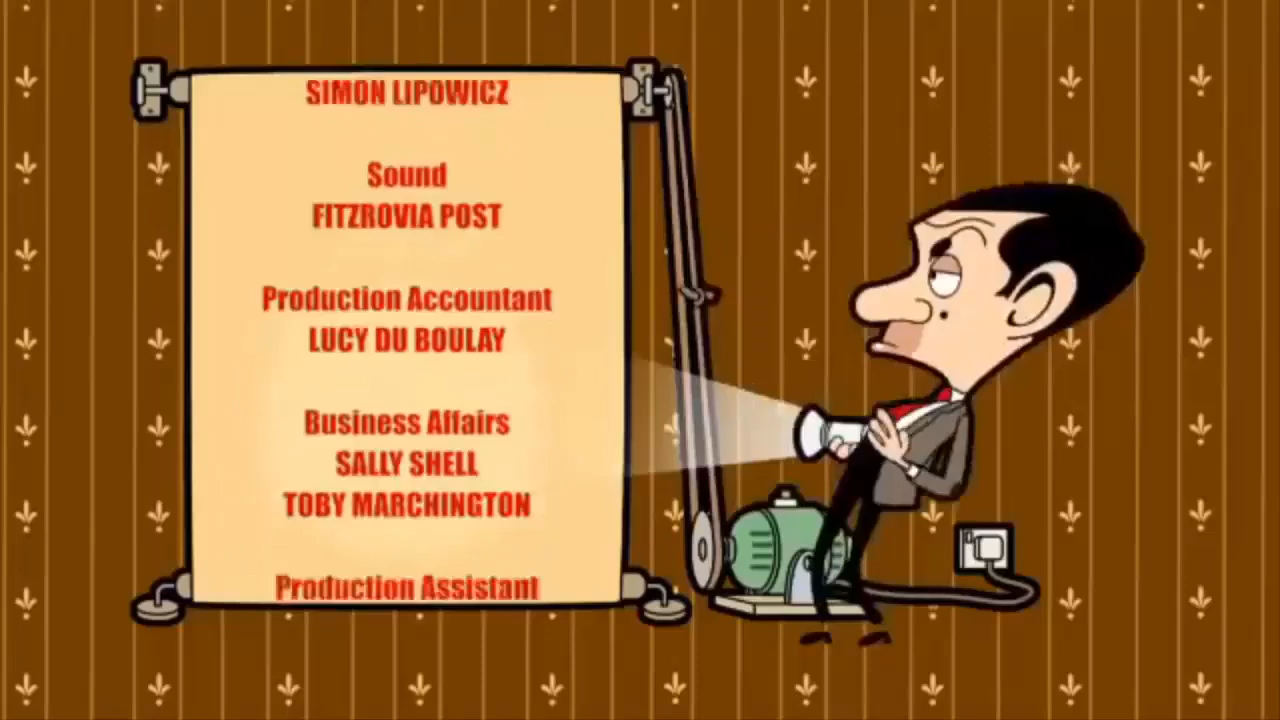 SIMON LIPOWICZ
Sound
FITZROVIA POST
Production Accountant
LUCY DU BOULAY
Business Affairs
SALLY SHELL
TOBY MARCHINGTON
Production Assistant